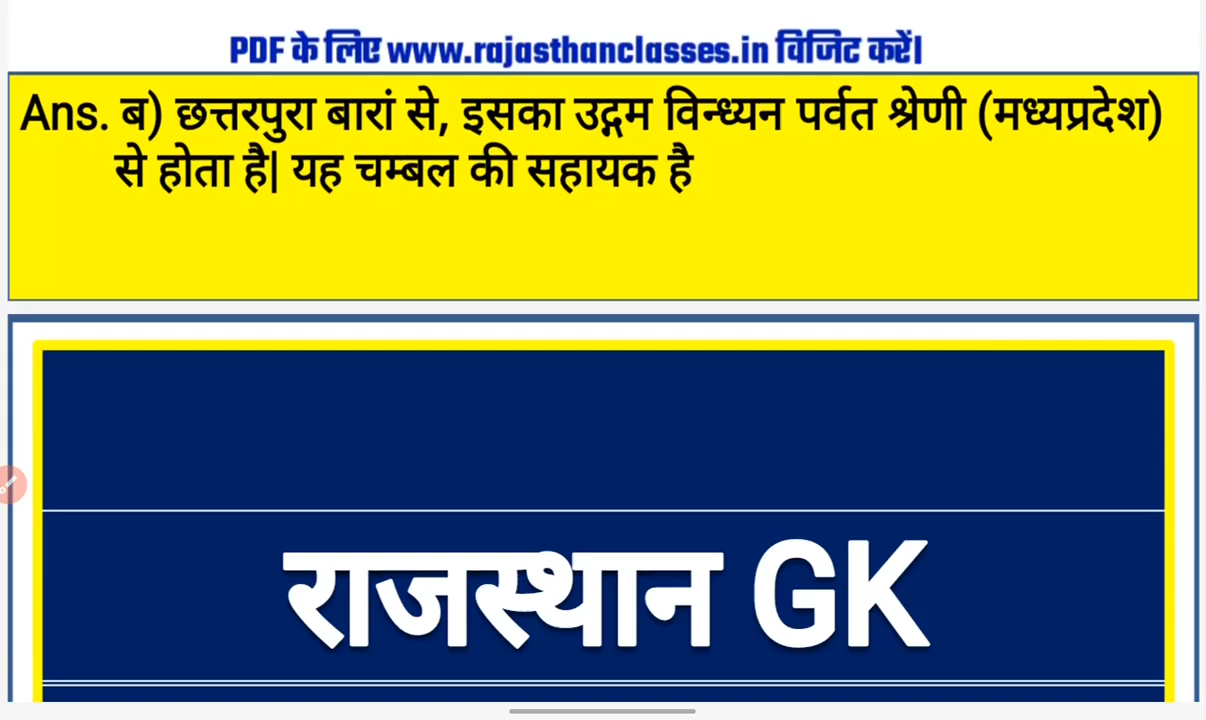 PDF के लिए www.rajasthanclasses.in विजिट करें।
Ans. ब) छत्तरपुरा बारां से, इसका उद्गम विन्ध्यन पर्वत श्रेणी (मध्यप्रदेश)
से होता है| यह चम्बल की सहायक है
राजस्थान GK